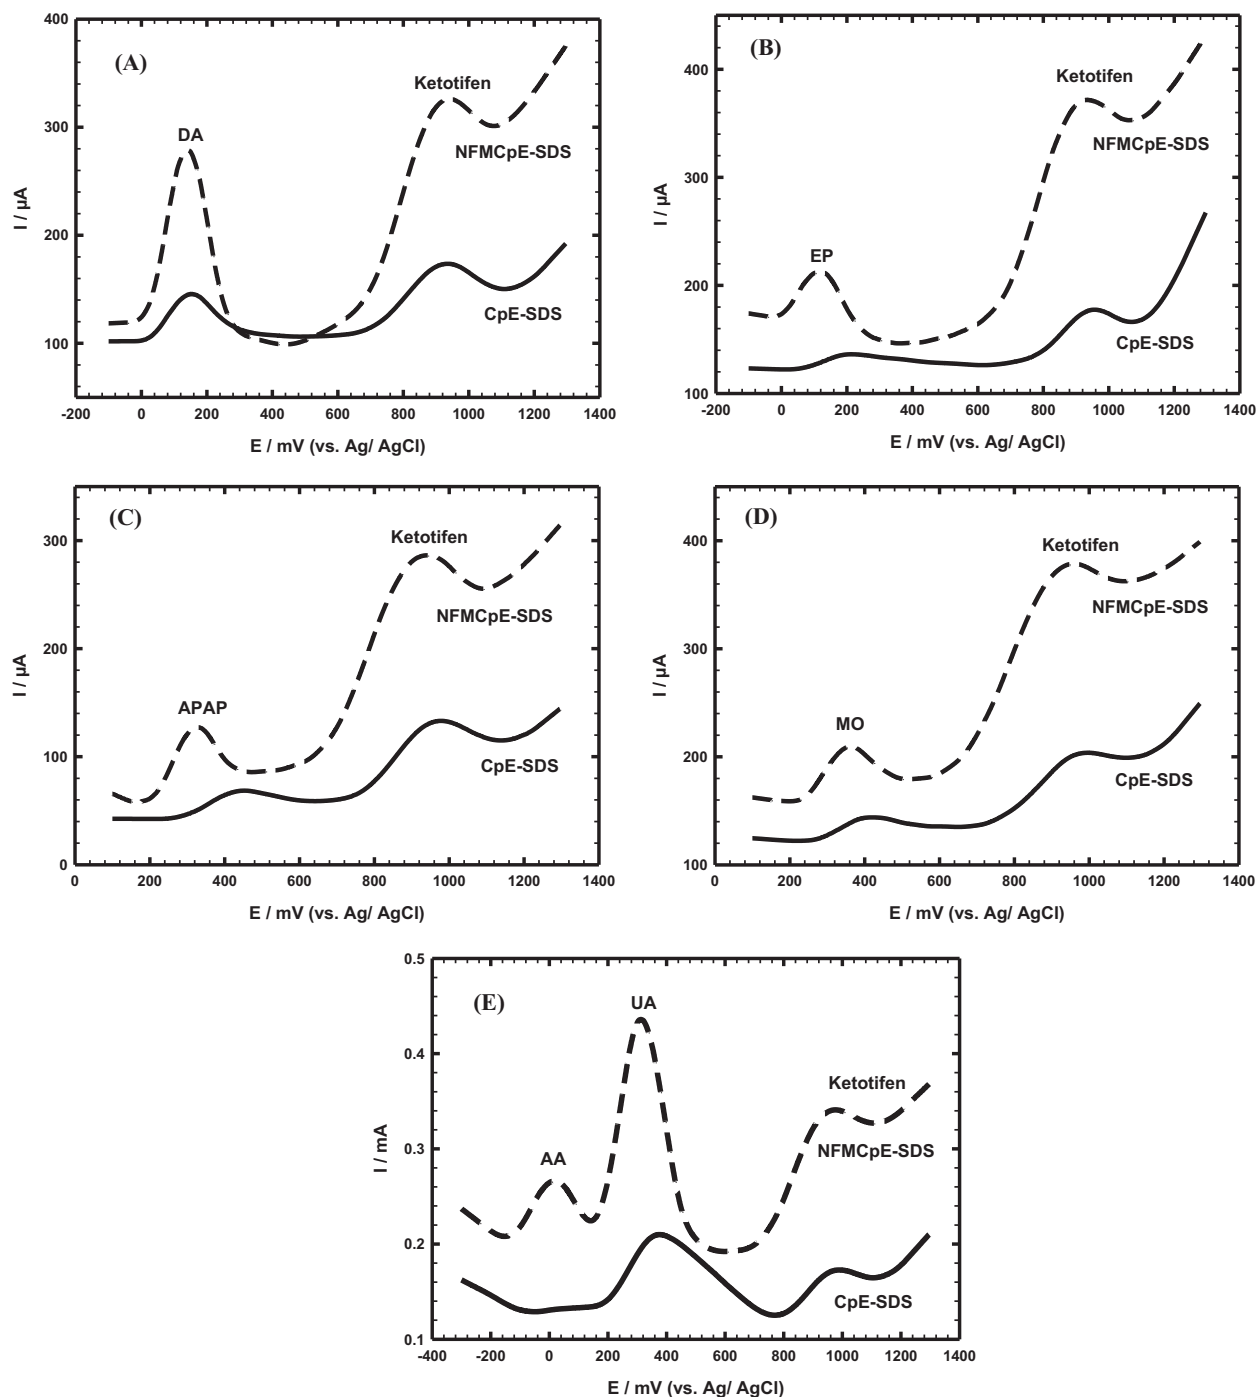 (A)
400
300
200
100
I / µA
DA
Ketotifen
NFMCpE-SDS
CpE-SDS
-200 0 200 400 600 800 1000 1200 1400
E / mV (vs. Ag/ AgCl)
(B)
400
300
200
100
I / µA
EP
Ketotifen
NFMCpE-SDS
CpE-SDS
-200 0 200 400 600 800 1000 1200 1400
E / mV (vs. Ag/ AgCl)
(C)
300
200
100
0
I / µA
APAP
Ketotifen
NFMCpE-SDS
CpE-SDS
0 200 400 600 800 1000 1200 1400
E / mV (vs. Ag/ AgCl)
(D)
400
300
200
100
I / µA
MO
Ketotifen
NFMCpE-SDS
CpE-SDS
0 200 400 600 800 1000 1200 1400
E / mV (vs. Ag/ AgCl)
(E)
0.5
0.4
0.3
0.2
0.1
I / mA
AA
UA
Ketotifen
NFMCpE-SDS
CpE-SDS
-400 -200 0 200 400 600 800 1000 1200 1400
E / mV (vs. Ag/ AgCl)